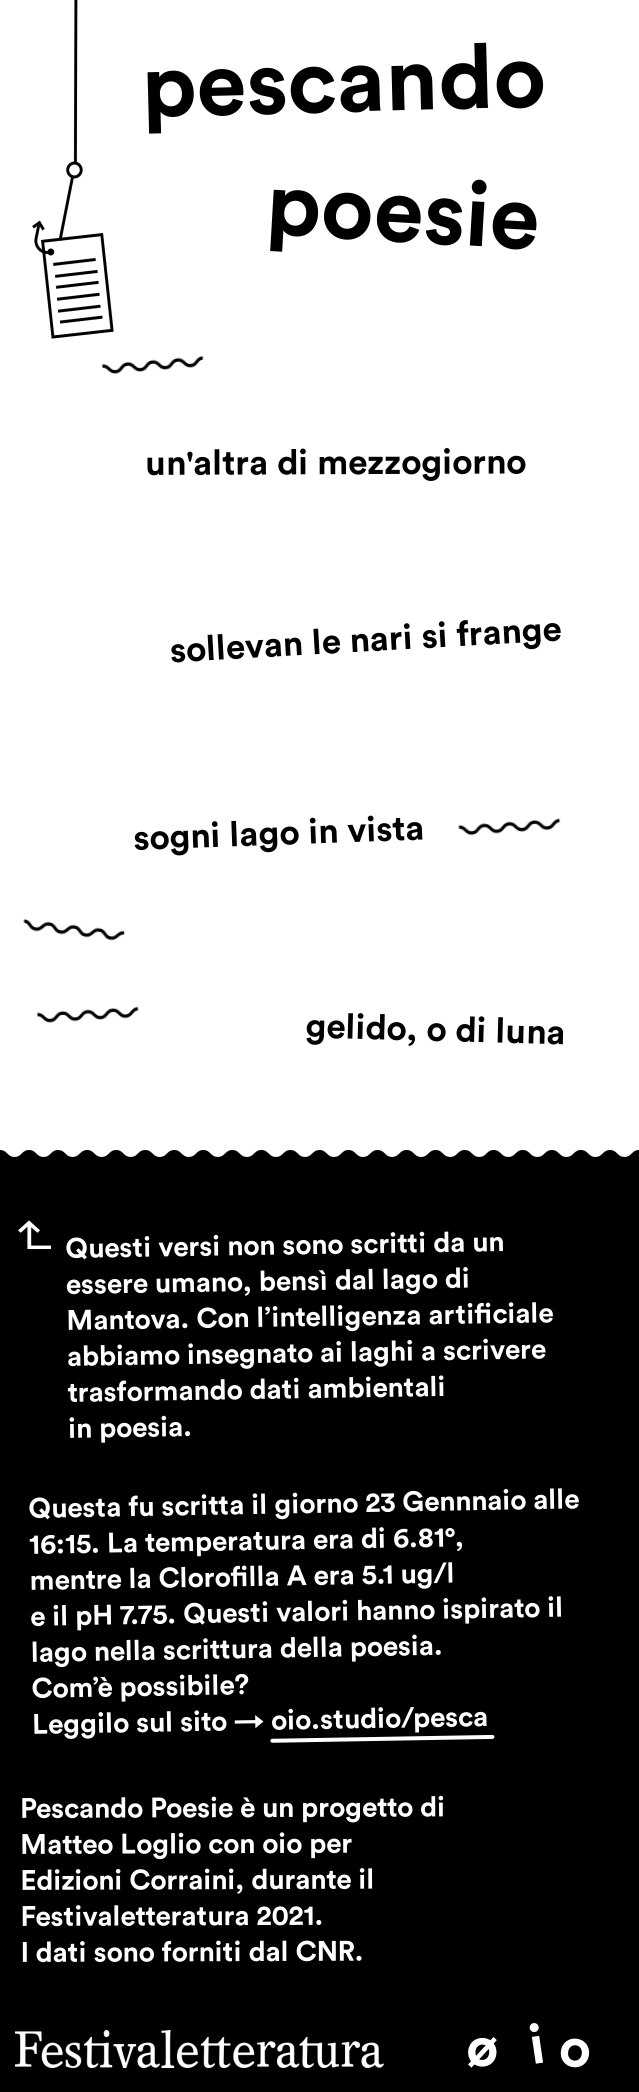 pescando
poesie
un'altra di mezzogiorno
sollevan le nari si frange
sogni lago in vista
gelido, o di luna
Questi versi non sono scritti da un
essere umano, bensì dal lago di
Mantova. Con l’intelligenza artificiale
abbiamo insegnato ai laghi a scrivere
trasformando dati ambientali
in poesia.
Questa fu scritta il giorno 23 Gennnaio alle
16:15. La temperatura era di 6.81°,
mentre la Clorofilla A era 5.1 ug/l
e il pH 7.75. Questi valori hanno ispirato il
lago nella scrittura della poesia.
Com’è possibile?
Leggilo sul sito → oio.studio/pesca
Pescando Poesie è un progetto di
Matteo Loglio con oio per
Edizioni Corraini, durante il
Festivaletteratura 2021.
I dati sono forniti dal CNR.
Festivaletteratura ø i o